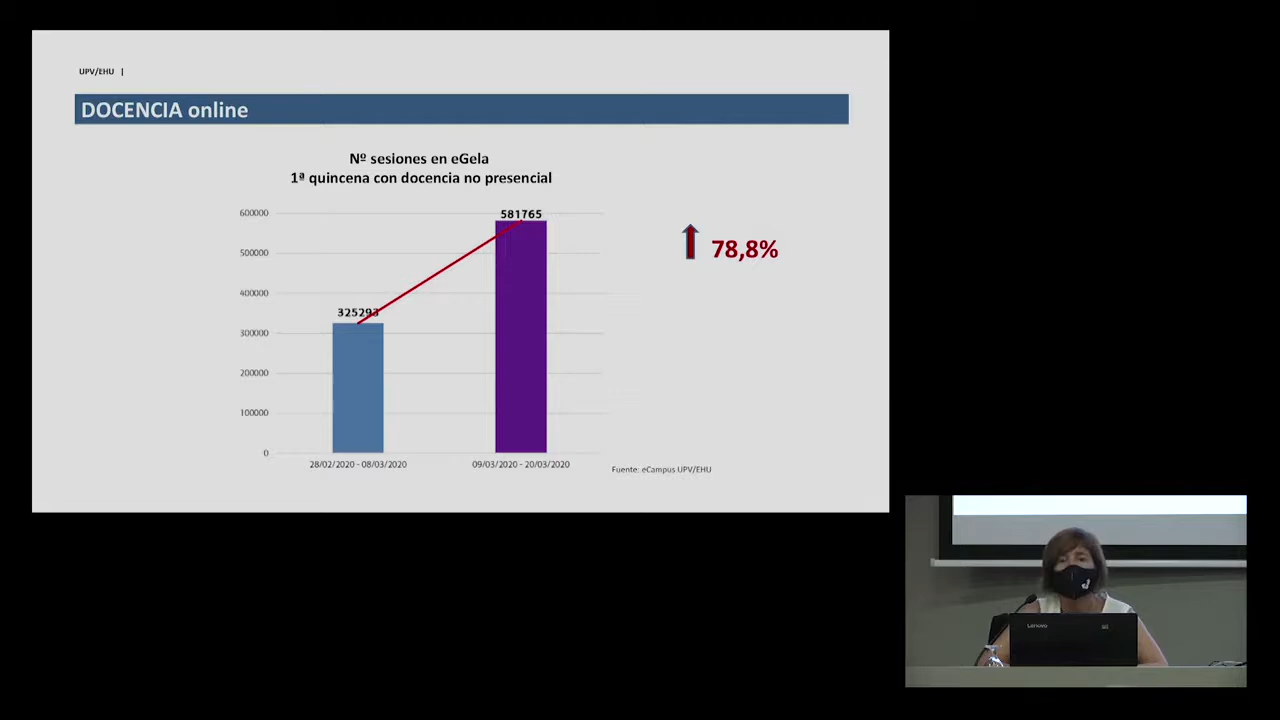 UPV/EHU |
DOCENCIA online
Nº sesiones en eGela
1ª quincena con docencia no presencial
600000
500000
400000
300000
200000
100000
0
325293
581765
28/02/2020 - 08/03/2020
09/03/2020 - 20/03/2020
78,8%
Fuente: eCampus UPV/EHU
Lenovo